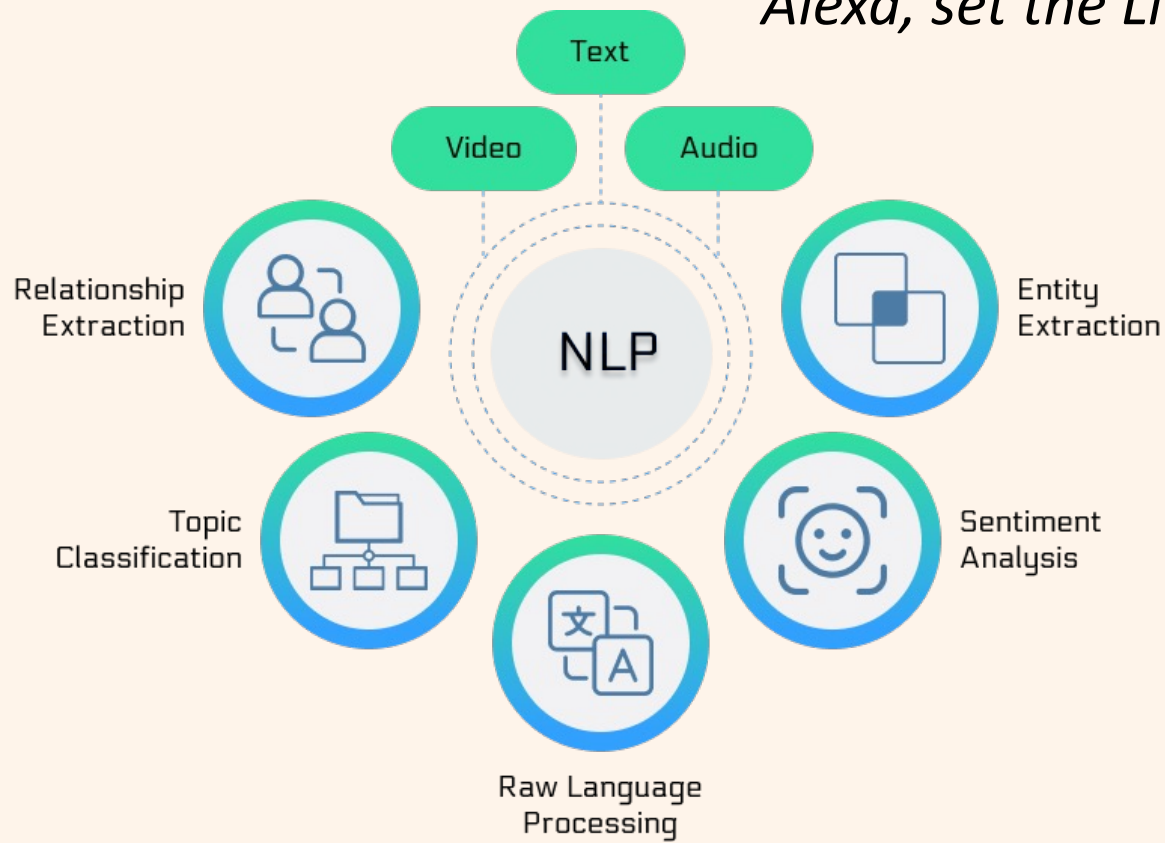 Alexa, set the Li
Text
Video
Audio
Relationship
Extraction
NLP
Entity
Extraction
Topic
Classification
Sentiment
Analysis
文
A
Raw Language
Processing